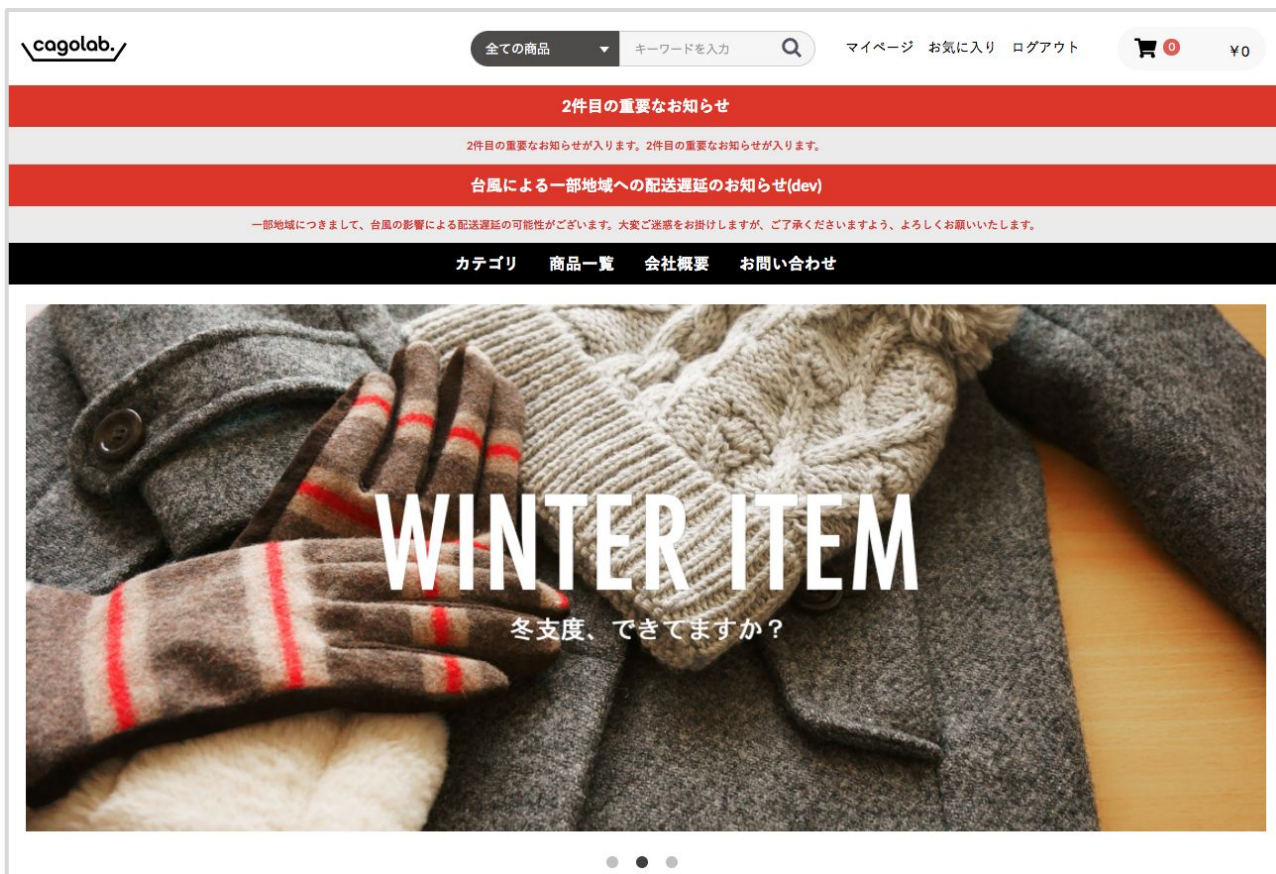 cagolab.
全ての商品
キーワードを入力
マイページ お気に入り ログアウト
0
¥0
2件目の重要なお知らせ
2件目の重要なお知らせが入ります。2件目の重要なお知らせが入ります。
台風による一部地域への配送遅延のお知らせ(dev)
一部地域につきまして、台風の影響による配送遅延の可能性がございます。大変ご迷惑をお掛けしますが、ご了承くださいますよう、よろしくお願いいたします。
カテゴリ 商品一覧 会社概要 お問い合わせ
WINTER ITEM
冬支度、できてますか？